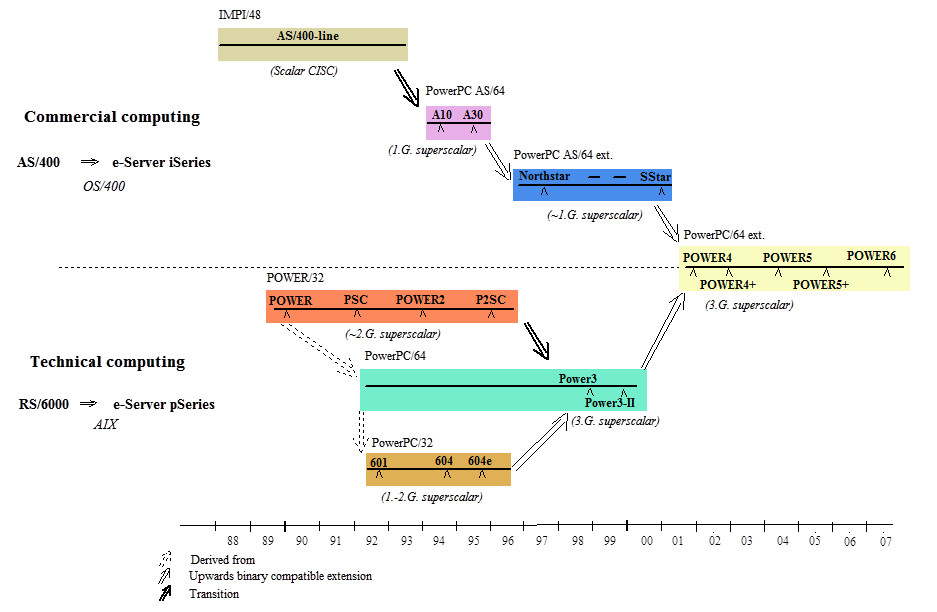 IMPI/48
AS/400-line
(Scalar CISC)
Commercial computing
PowerPC AS/64
A10 A30
(1.G. superscalar)
AS/400 ⇒ e-Server iSeries
OS/400
PowerPC AS/64 ext.
Northstar — — SStar
(~1.G. superscalar)
PowerPC/64 ext.
POWER4 POWER5 POWER6
POWER4+ POWER5+
(3.G. superscalar)
POWER/32
POWER PSC POWER2 P2SC
(~2.G. superscalar)
Technical computing
PowerPC/64
Power3
Power3-II
(3.G. superscalar)
RS/6000 ⇒ e-Server pSeries
AIX
PowerPC/32
601 604 604e
(1.-2.G. superscalar)
88 89 90 91 92 93 94 95 96 97 98 99 00 01 02 03 04 05 06 07
Derived from
Upwards binary compatible extension
Transition